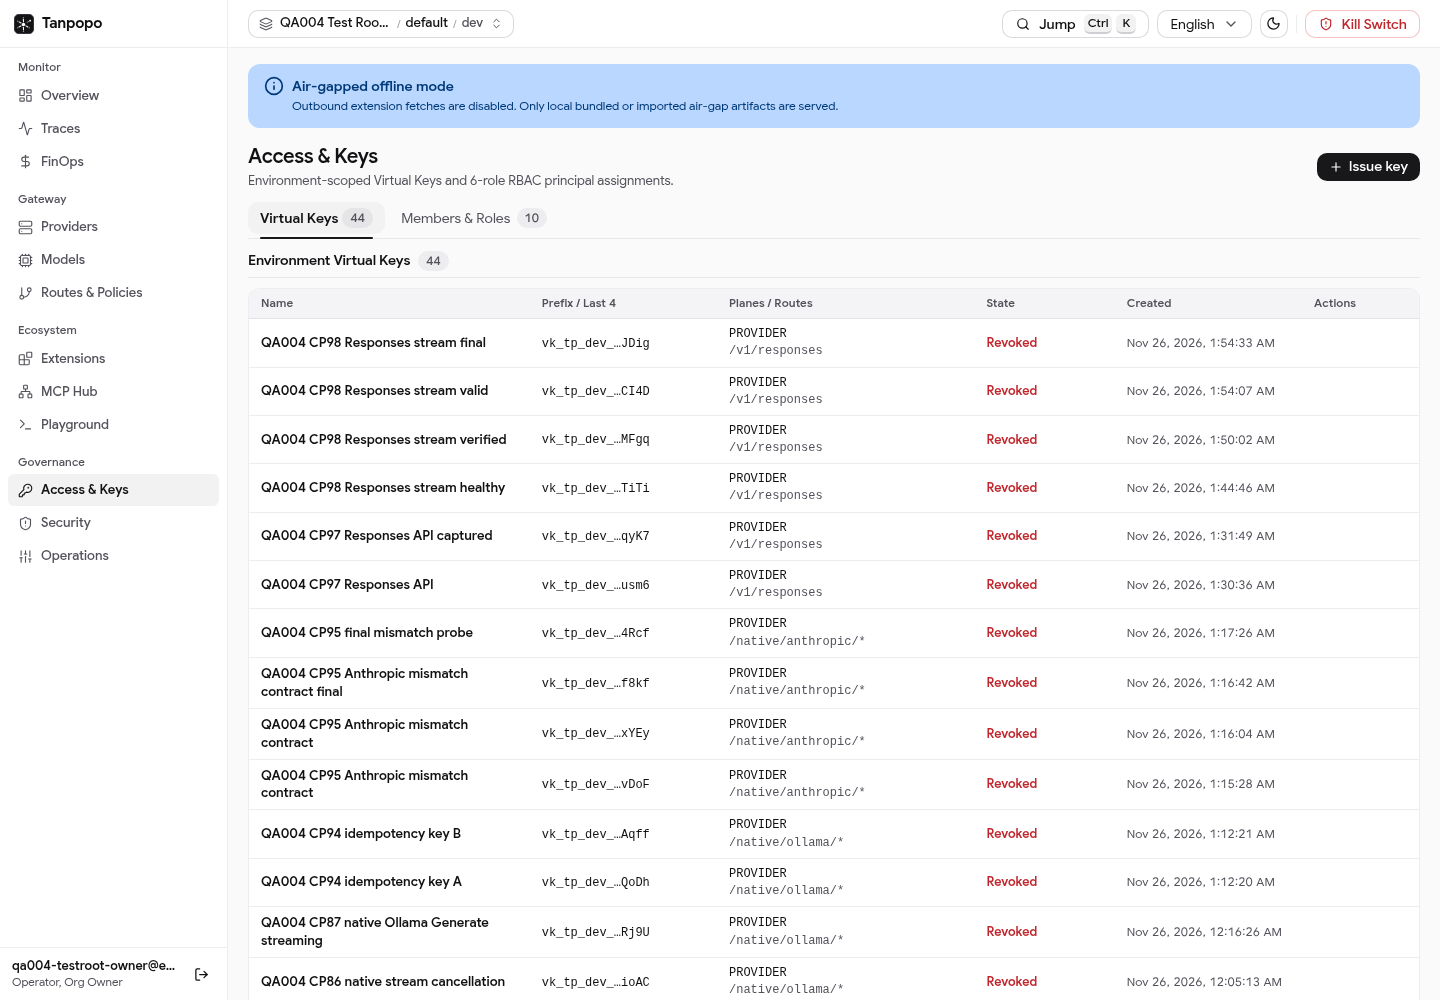 Tanpopo
QA004 Test Roo... / default / dev
Jump Ctrl K
English
Kill Switch
Monitor
Overview
Traces
FinOps
Gateway
Providers
Models
Routes & Policies
Ecosystem
Extensions
MCP Hub
Playground
Governance
Access & Keys
Security
Operations
qa004-testroot-owner@e...
Operator, Org Owner
Air-gapped offline mode
Outbound extension fetches are disabled. Only local bundled or imported air-gap artifacts are served.
Access & Keys
Environment-scoped Virtual Keys and 6-role RBAC principal assignments.
+ Issue key
Virtual Keys 44 Members & Roles 10
Environment Virtual Keys 44
Name Prefix / Last 4 Planes / Routes State Created Actions
QA004 CP98 Responses stream final vk_tp_dev_…JDig PROVIDER Revoked Nov 26, 2026, 1:54:33 AM
/v1/responses
QA004 CP98 Responses stream valid vk_tp_dev_…CI4D PROVIDER Revoked Nov 26, 2026, 1:54:07 AM
/v1/responses
QA004 CP98 Responses stream verified vk_tp_dev_…MFgq PROVIDER Revoked Nov 26, 2026, 1:50:02 AM
/v1/responses
QA004 CP98 Responses stream healthy vk_tp_dev_…TiTi PROVIDER Revoked Nov 26, 2026, 1:44:46 AM
/v1/responses
QA004 CP97 Responses API captured vk_tp_dev_…qyK7 PROVIDER Revoked Nov 26, 2026, 1:31:49 AM
/v1/responses
QA004 CP97 Responses API vk_tp_dev_…usm6 PROVIDER Revoked Nov 26, 2026, 1:30:36 AM
/v1/responses
QA004 CP95 final mismatch probe vk_tp_dev_…4Rcf PROVIDER Revoked Nov 26, 2026, 1:17:26 AM
/native/anthropic/*
QA004 CP95 Anthropic mismatch vk_tp_dev_…f8kf PROVIDER Revoked Nov 26, 2026, 1:16:42 AM
contract final /native/anthropic/*
QA004 CP95 Anthropic mismatch vk_tp_dev_…xYEy PROVIDER Revoked Nov 26, 2026, 1:16:04 AM
contract /native/anthropic/*
QA004 CP95 Anthropic mismatch vk_tp_dev_…vDoF PROVIDER Revoked Nov 26, 2026, 1:15:28 AM
contract /native/anthropic/*
QA004 CP94 idempotency key B vk_tp_dev_…Aqff PROVIDER Revoked Nov 26, 2026, 1:12:21 AM
/native/ollama/*
QA004 CP94 idempotency key A vk_tp_dev_…QoDh PROVIDER Revoked Nov 26, 2026, 1:12:20 AM
/native/ollama/*
QA004 CP87 native Ollama Generate vk_tp_dev_…Rj9U PROVIDER Revoked Nov 26, 2026, 12:16:26 AM
streaming /native/ollama/*
QA004 CP86 native stream cancellation vk_tp_dev_…ioAC PROVIDER Revoked Nov 26, 2026, 12:05:13 AM
/native/ollama/*